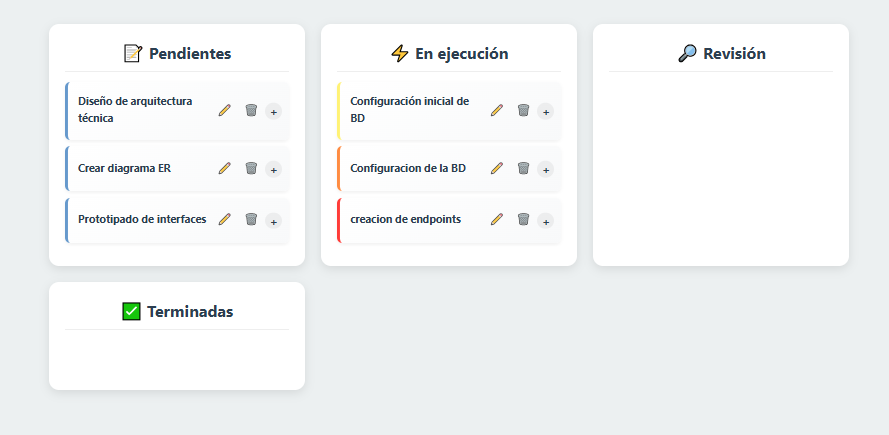 📝 Pendientes
Diseño de arquitectura
técnica
+
Crear diagrama ER
+
Prototipado de interfaces
+
⚡ En ejecución
Configuración inicial de
BD
+
Configuracion de la BD
+
creacion de endpoints
+
🔎 Revisión
✅ Terminadas